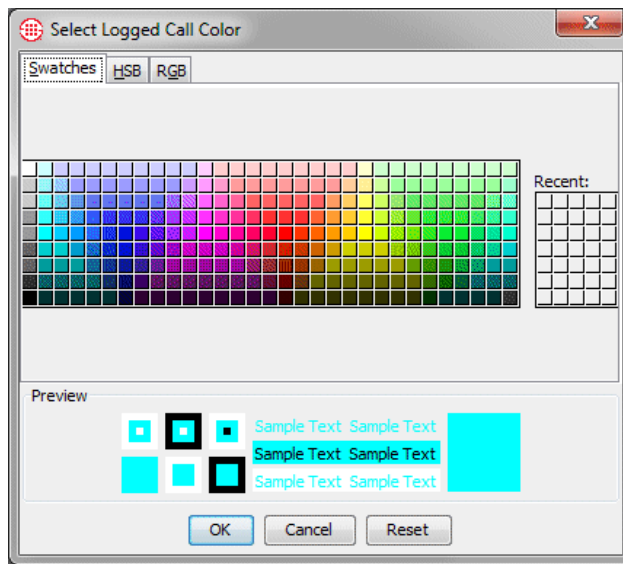 Select Logged Call Color
Swatches HSB RGB
Recent:
Preview
Sample Text Sample Text
Sample Text Sample Text
Sample Text Sample Text
OK Cancel Reset